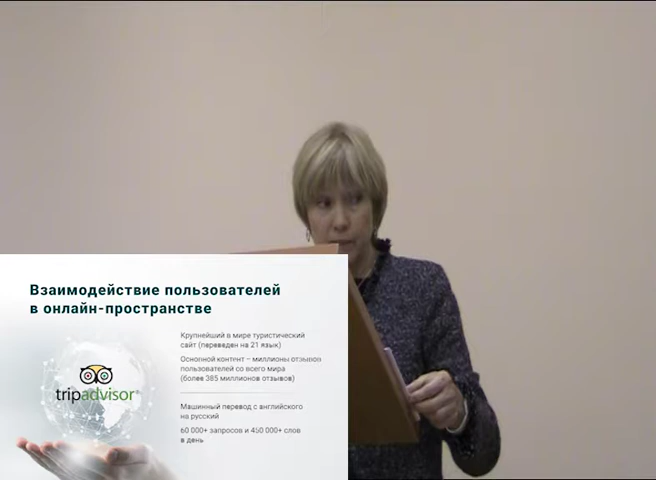 Взаимодействие пользователей
в онлайн-пространстве
Крупнейший в мире туристический
сайт (переведен на 21 язык)
Основной контент – миллионы отзывов
пользователей со всего мира
(более 385 миллионов отзывов)
tripadvisor®
Машинный перевод с английского
на русский
60 000+ запросов и 450 000+ слов
в день